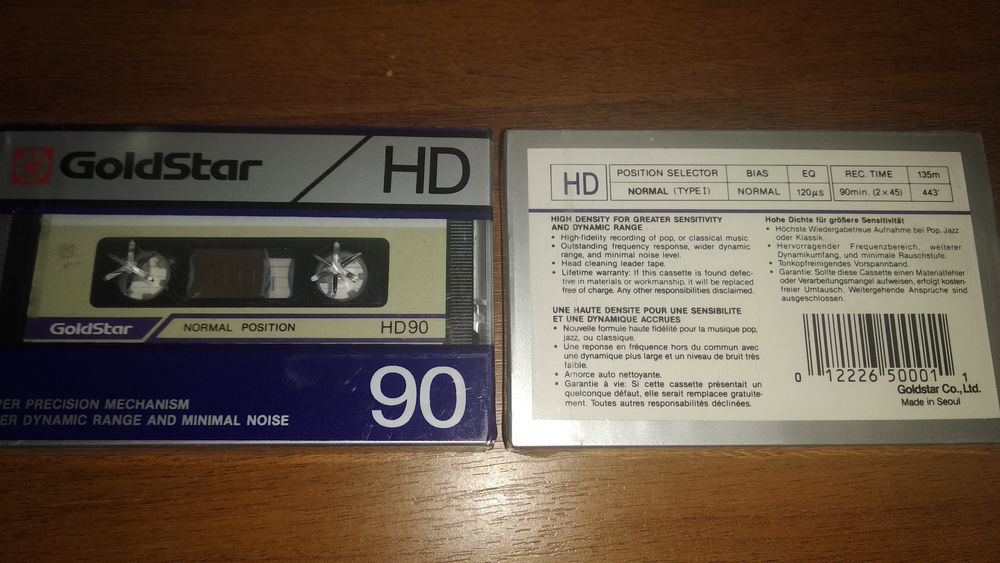 GoldStar HD
GoldStar NORMAL POSITION HD90
90
PRECISION MECHANISM
DYNAMIC RANGE AND MINIMAL NOISE
HD
POSITION SELECTOR BIAS EQ REC. TIME 135m
NORMAL (TYPE I) NORMAL 120µs 90min. (2×45) 443'
HIGH DENSITY FOR GREATER SENSITIVITY
AND DYNAMIC RANGE
• High-fidelity recording of pop, or classical music
• Outstanding frequency response, wider dynamic
range, and minimal noise level.
• Head cleaning leader tape.
• Lifetime warranty: If this cassette is found defec-
tive in materials or workmanship, it will be replaced
free of charge. Any other responsibilities disclaimed.
UNE HAUTE DENSITE POUR UNE SENSIBILITE
ET UNE DYNAMIQUE ACCRUES
• Nouvelle formule haute fidélité pour la musique pop,
jazz, ou classique.
• Une reponse en fréquence hors du commun avec
une dynamique plus large et un niveau de bruit très
faible.
• Amorce auto nettoyante.
• Garantie à vie: Si cette cassette présentait un
quelconque défaut, elle serait remplacee gratuite-
ment. Toutes autres responsabilités déclinées.
Hohe Dichte für größere Sensitivität
• Höchste Wiedergabetreue Aufnahme bei Pop, Jazz
oder Klassik.
• Hervorragender Frequenzbereich, weiterer
Dynamikumfang, und minimale Rauschstufe.
• Tonkopfreinigendes Vorspannband.
• Garantie: Sollte diese Cassette einen Materialfehler
oder Verarbeitungsmangel aufweisen, erfolgt kosten-
freier Umtausch. Weitergehende Ansprüche sind
ausgeschlossen.
0 12226 50001 1
Goldstar Co., Ltd.
Made in Seoul